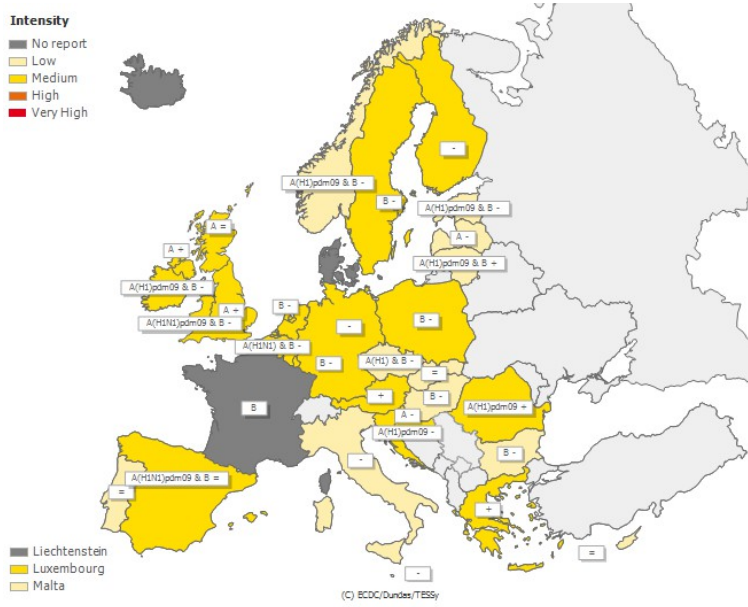 Intensity
No report
Low
Medium
High
Very High
-
A(H1)pdm09 & B -
B -
A(H1)pdm09 & B -
A =
A -
A +
A(H1)pdm09 & B +
A(H1)pdm09 & B -
B -
A +
-
B -
A(H1N1)pdm09 & B -
A(H1N1) & B -
B -
A(H1) & B -
=
+
B -
B
A(H1)pdm09 +
A -
A(H1)pdm09 -
B -
-
A(H1N1)pdm09 & B =
=
+
Liechtenstein
Luxembourg
Malta
=
-
(C) ECDC/Dundas/TESSy